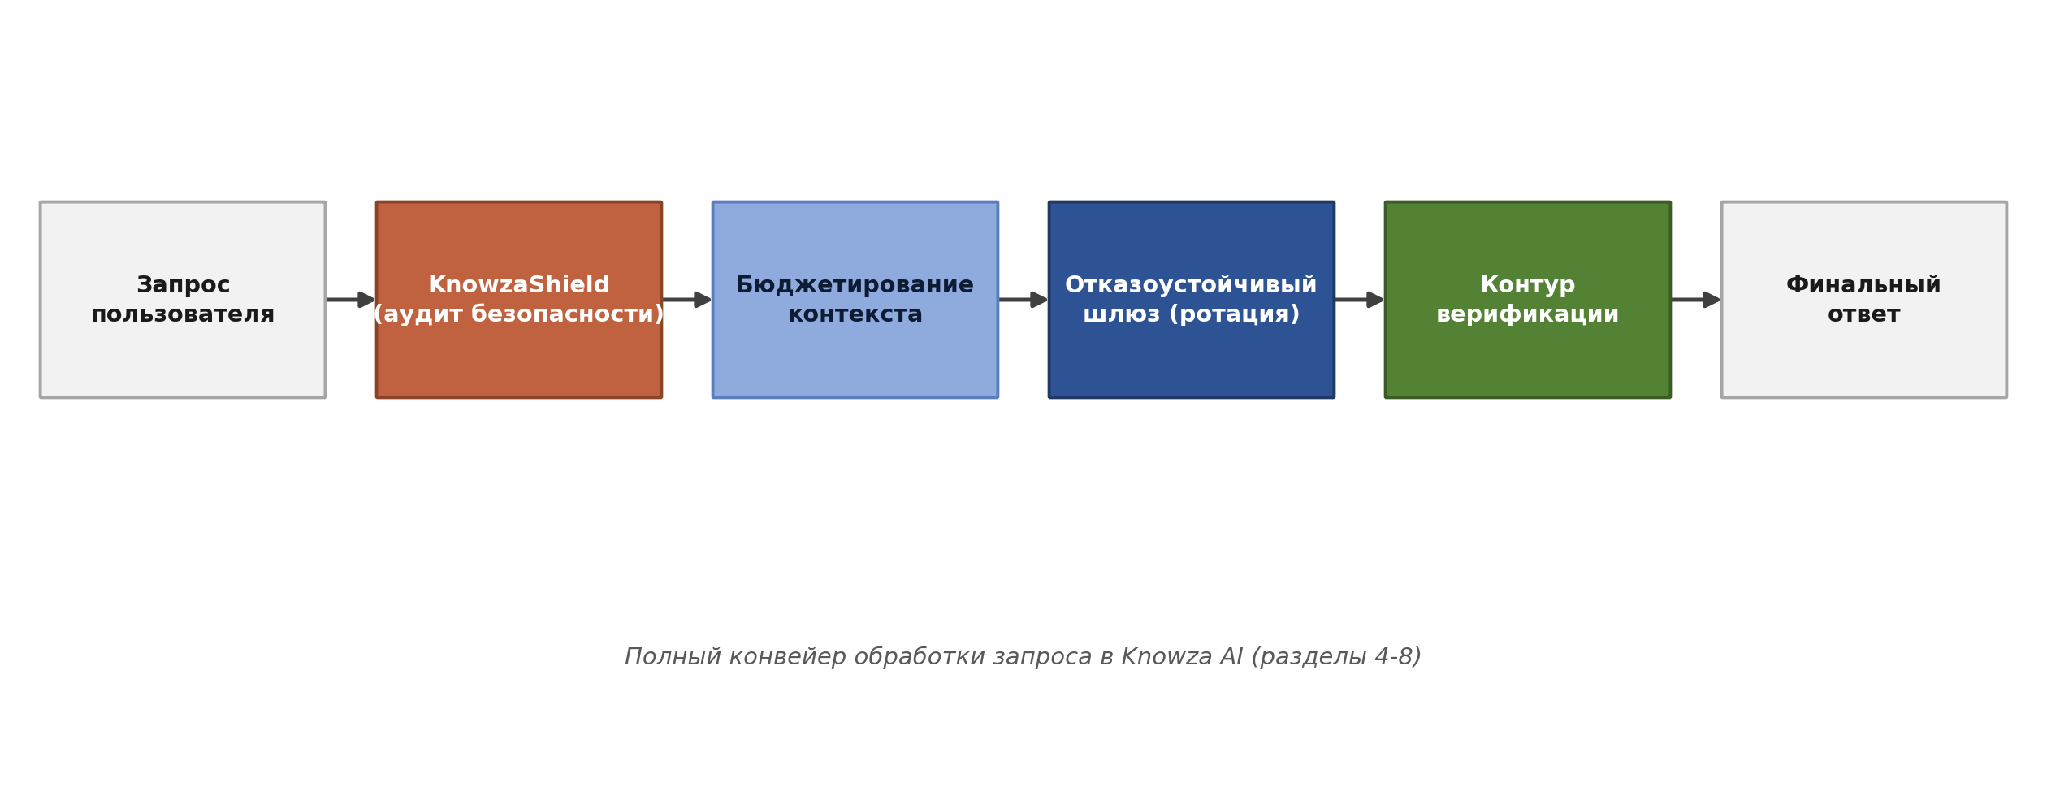 Запрос
пользователя
KnowzaShield
(аудит безопасности)
Бюджетирование
контекста
Отказоустойчивый
шлюз (ротация)
Контур
верификации
Финальный
ответ
Полный конвейер обработки запроса в Knowza AI (разделы 4-8)